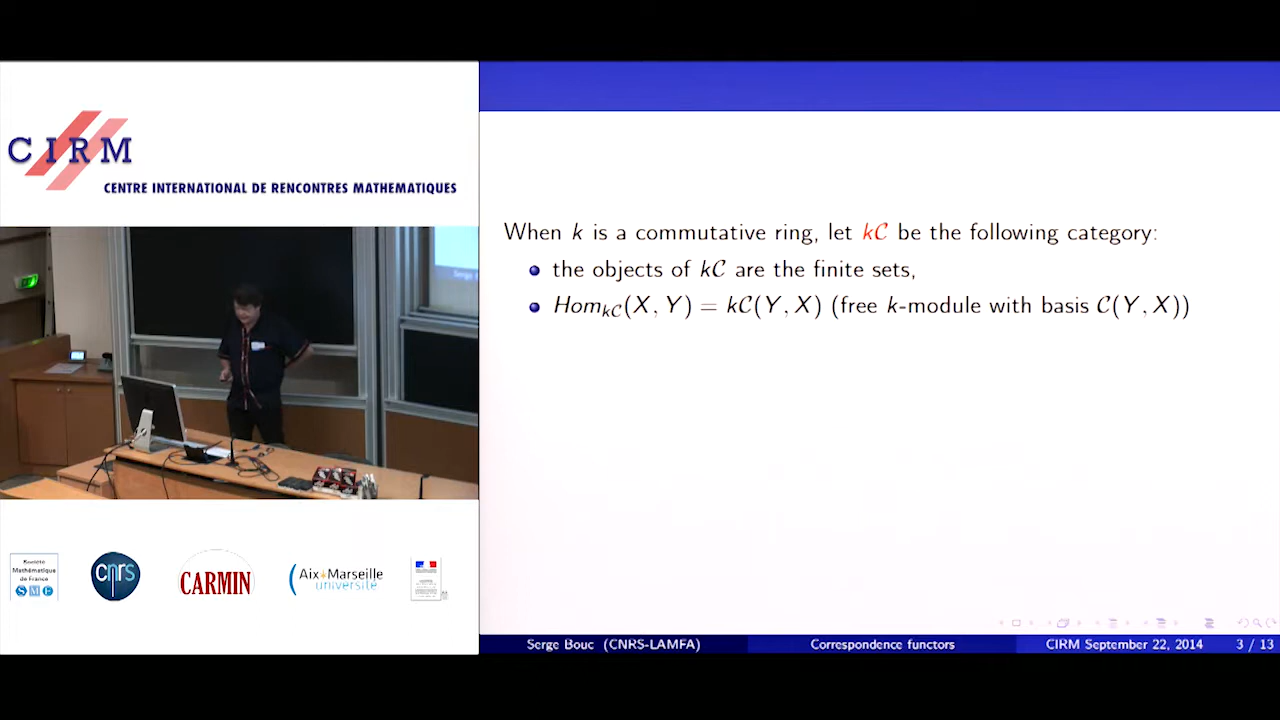 CIRM
CENTRE INTERNATIONAL DE RENCONTRES MATHEMATIQUES
When k is a commutative ring, let k𝒞 be the following category:
the objects of k𝒞 are the finite sets,
Hom_{k𝒞}(X, Y) = k𝒞(Y, X) (free k-module with basis 𝒞(Y, X))
Société
Mathématique
de France
SMF
cnrs
CARMIN
Aix*Marseille
université
Serge Bouc (CNRS-LAMFA)
Correspondence functors
CIRM September 22, 2014
3 / 13